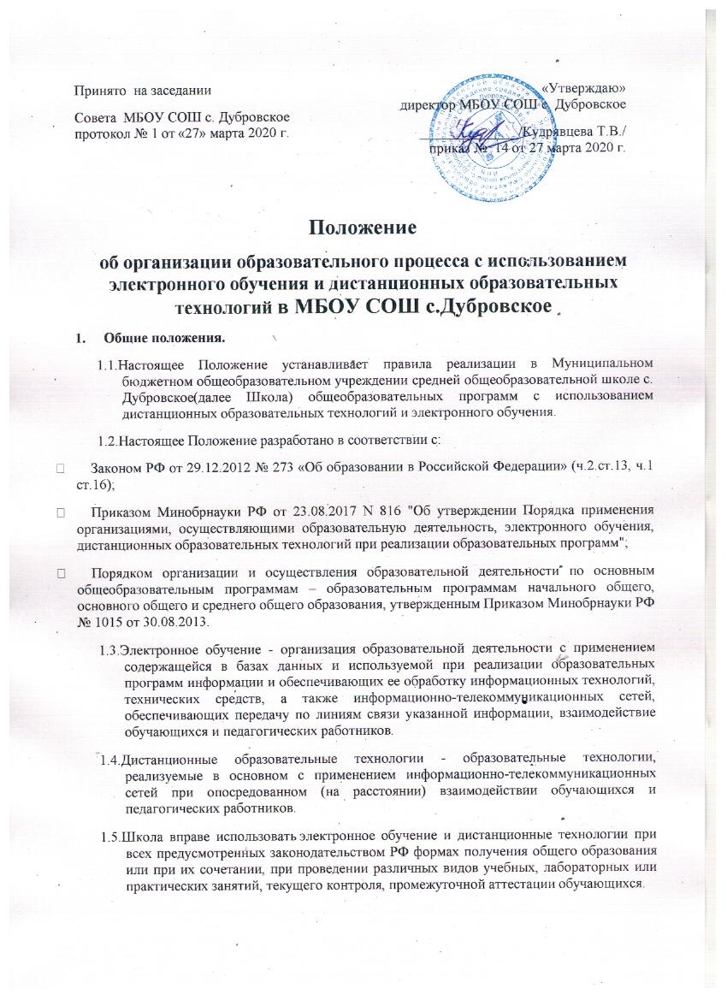 Принято на заседании
Совета МБОУ СОШ с. Дубровское
протокол № 1 от «27» марта 2020 г.
«Утверждаю»
директор МБОУ СОШ с. Дубровское
/Кудрявцева Т.В./
приказ № 14 от 27 марта 2020 г.
Положение
об организации образовательного процесса с использованием
электронного обучения и дистанционных образовательных
технологий в МБОУ СОШ с.Дубровское
1. Общие положения.
1.1.Настоящее Положение устанавливает правила реализации в Муниципальном
бюджетном общеобразовательном учреждении средней общеобразовательной школе с.
Дубровское(далее Школа) общеобразовательных программ с использованием
дистанционных образовательных технологий и электронного обучения.
1.2.Настоящее Положение разработано в соответствии с:
Законом РФ от 29.12.2012 № 273 «Об образовании в Российской Федерации» (ч.2.ст.13, ч.1
ст.16);
Приказом Минобрнауки РФ от 23.08.2017 N 816 "Об утверждении Порядка применения
организациями, осуществляющими образовательную деятельность, электронного обучения,
дистанционных образовательных технологий при реализации образовательных программ";
Порядком организации и осуществления образовательной деятельности по основным
общеобразовательным программам – образовательным программам начального общего,
основного общего и среднего общего образования, утвержденным Приказом Минобрнауки РФ
№ 1015 от 30.08.2013.
1.3.Электронное обучение - организация образовательной деятельности с применением
содержащейся в базах данных и используемой при реализации образовательных
программ информации и обеспечивающих ее обработку информационных технологий,
технических средств, а также информационно-телекоммуникационных сетей,
обеспечивающих передачу по линиям связи указанной информации, взаимодействие
обучающихся и педагогических работников.
1.4.Дистанционные образовательные технологии - образовательные технологии,
реализуемые в основном с применением информационно-телекоммуникационных
сетей при опосредованном (на расстоянии) взаимодействии обучающихся и
педагогических работников.
1.5.Школа вправе использовать электронное обучение и дистанционные технологии при
всех предусмотренных законодательством РФ формах получения общего образования
или при их сочетании, при проведении различных видов учебных, лабораторных или
практических занятий, текущего контроля, промежуточной аттестации обучающихся.